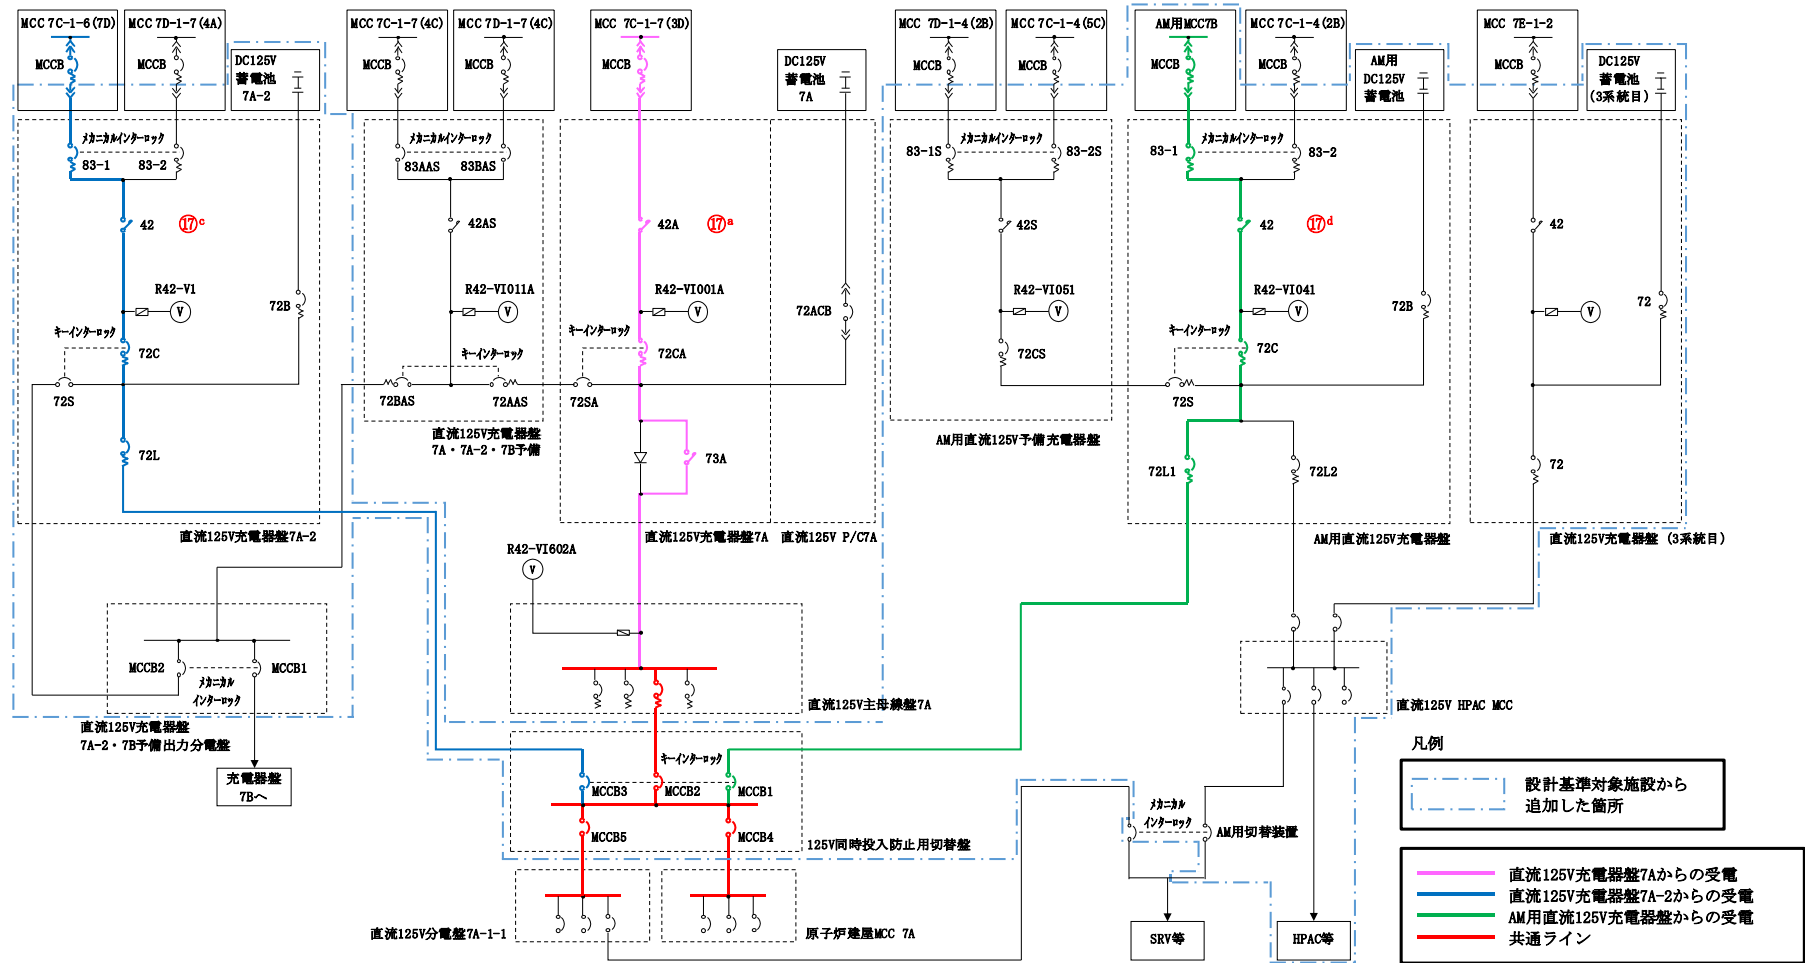 MCC 7C-1-6(7D)
MCC 7D-1-7(4A)
MCC 7C-1-7(4C)
MCC 7D-1-7(4C)
MCC 7C-1-7(3D)
MCC 7D-1-4(2B)
MCC 7C-1-4(5C)
AM用MCC7B
MCC 7C-1-4(2B)
MCC 7E-1-2
MCCB
MCCB
DC125V
蓄電池
7A-2
MCCB
MCCB
MCCB
DC125V
蓄電池
7A
MCCB
MCCB
MCCB
MCCB
AM用
DC125V
蓄電池
MCCB
DC125V
蓄電池
(3系統目)
メカニカルインターロック
83-1
83-2
メカニカルインターロック
83AAS
83BAS
メカニカルインターロック
83-1S
83-2S
メカニカルインターロック
83-1
83-2
42
⑰c
42AS
42A
⑰a
42S
42
⑰d
42
R42-V1
V
72B
R42-VI011A
V
R42-VI001A
V
72ACB
R42-VI051
V
R42-VI041
V
72B
V
72
キーインターロック
72C
キーインターロック
キーインターロック
72CA
72CS
キーインターロック
72C
72S
72BAS
72AAS
72SA
72S
直流125V充電器盤
7A・7A-2・7B予備
AM用直流125V予備充電器盤
72L
73A
72L1
72L2
72
直流125V充電器盤7A-2
直流125V充電器盤7A
直流125V P/C7A
AM用直流125V充電器盤
直流125V充電器盤 (3系統目)
R42-VI602A
V
MCCB2
メカニカル
インターロック
MCCB1
直流125V充電器盤
7A-2・7B予備出力分電盤
充電器盤
7Bへ
直流125V主母線盤7A
直流125V HPAC MCC
キーインターロック
MCCB3
MCCB2
MCCB1
MCCB5
MCCB4
125V同時投入防止用切替盤
メカニカル
インターロック
AM用切替装置
直流125V分電盤7A-1-1
原子炉建屋MCC 7A
SRV等
HPAC等
凡例
設計基準対象施設から
追加した箇所
直流125V充電器盤7Aからの受電
直流125V充電器盤7A-2からの受電
AM用直流125V充電器盤からの受電
共通ライン